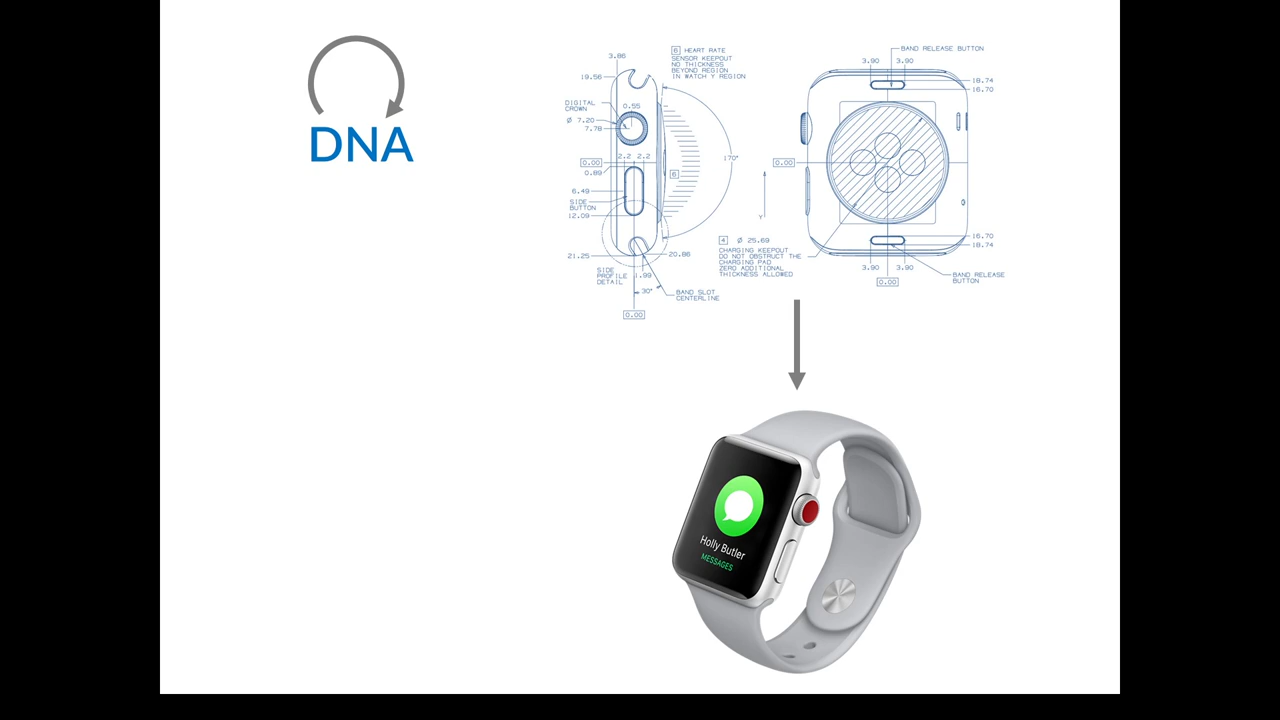 DNA
3.86
6 HEART RATE
SENSOR KEEPOUT
NO THICKNESS
BEYOND REGION
IN WATCH Y REGION
19.56
DIGITAL
CROWN
0.55
Ø 7.20
7.78
2.2 2.2
0.00
0.89
170°
6
6.49
SIDE
BUTTON
12.09
Y
21.25
20.86
SIDE
PROFILE
DETAIL
1.99
30°
BAND SLOT
CENTERLINE
0.00
4 Ø 25.69
CHARGING KEEPOUT
DO NOT OBSTRUCT THE
CHARGING PAD
ZERO ADDITIONAL
THICKNESS ALLOWED
BAND RELEASE BUTTON
3.90 3.90
18.74
16.70
0.00
16.70
18.74
3.90 3.90
BAND RELEASE
BUTTON
0.00
Holly Butler
MESSAGES